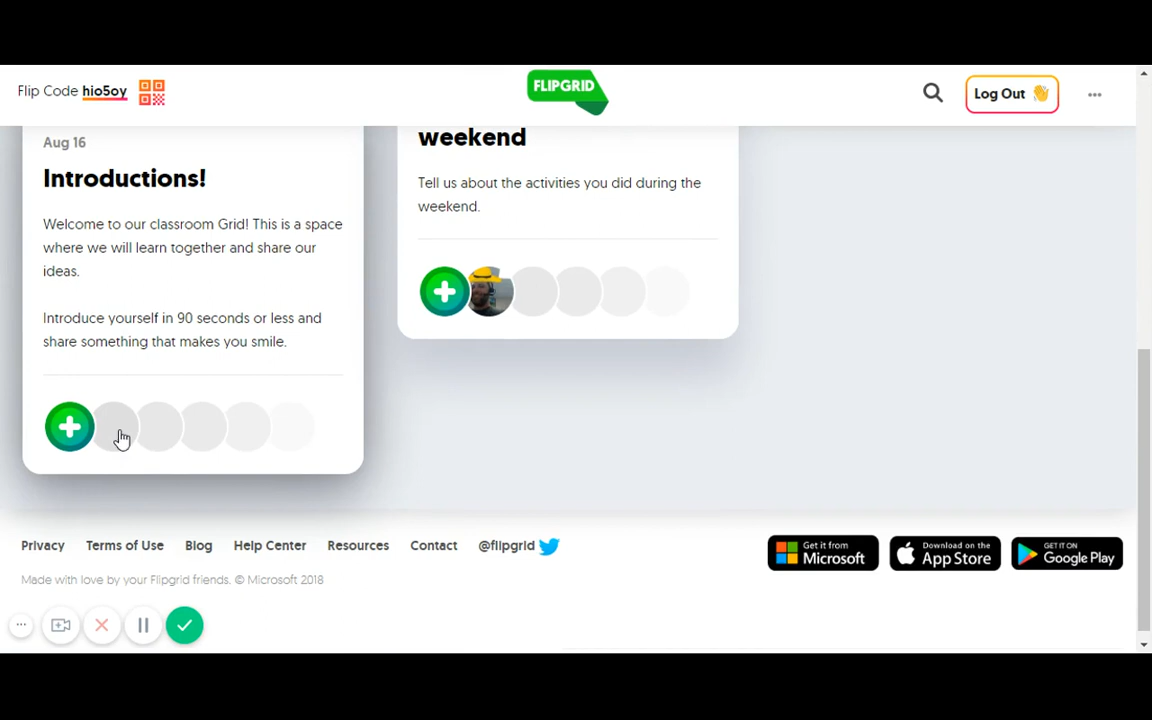 Flip Code hio5oy
FLIPGRID
Log Out
Aug 16
Introductions!
Welcome to our classroom Grid! This is a space
where we will learn together and share our
ideas.
Introduce yourself in 90 seconds or less and
share something that makes you smile.
weekend
Tell us about the activities you did during the
weekend.
Privacy Terms of Use Blog Help Center Resources Contact @flipgrid
Get it from
Microsoft
Download on the
App Store
GET IT ON
Google Play
Made with love by your Flipgrid friends. © Microsoft 2018